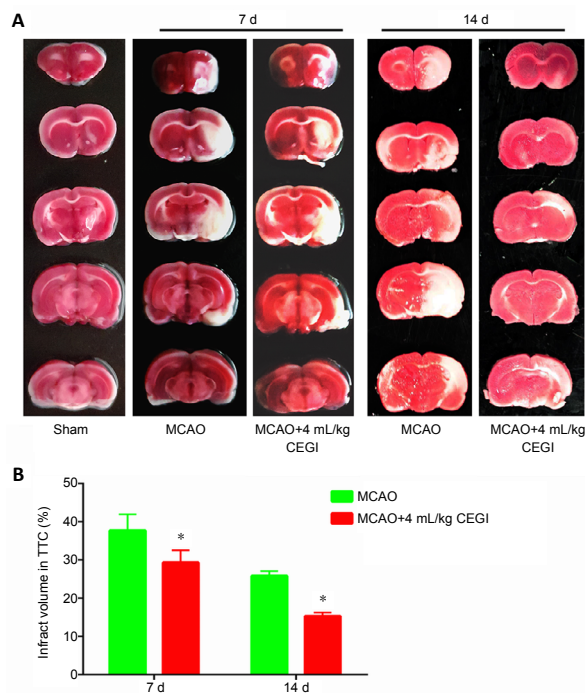 A
7 d
14 d
Sham
MCAO
MCAO+4 mL/kg
CEGI
MCAO
MCAO+4 mL/kg
CEGI
B
Infract volume in TTC (%)
50
40
30
20
10
0
MCAO
MCAO+4 mL/kg CEGI
*
*
7 d
14 d